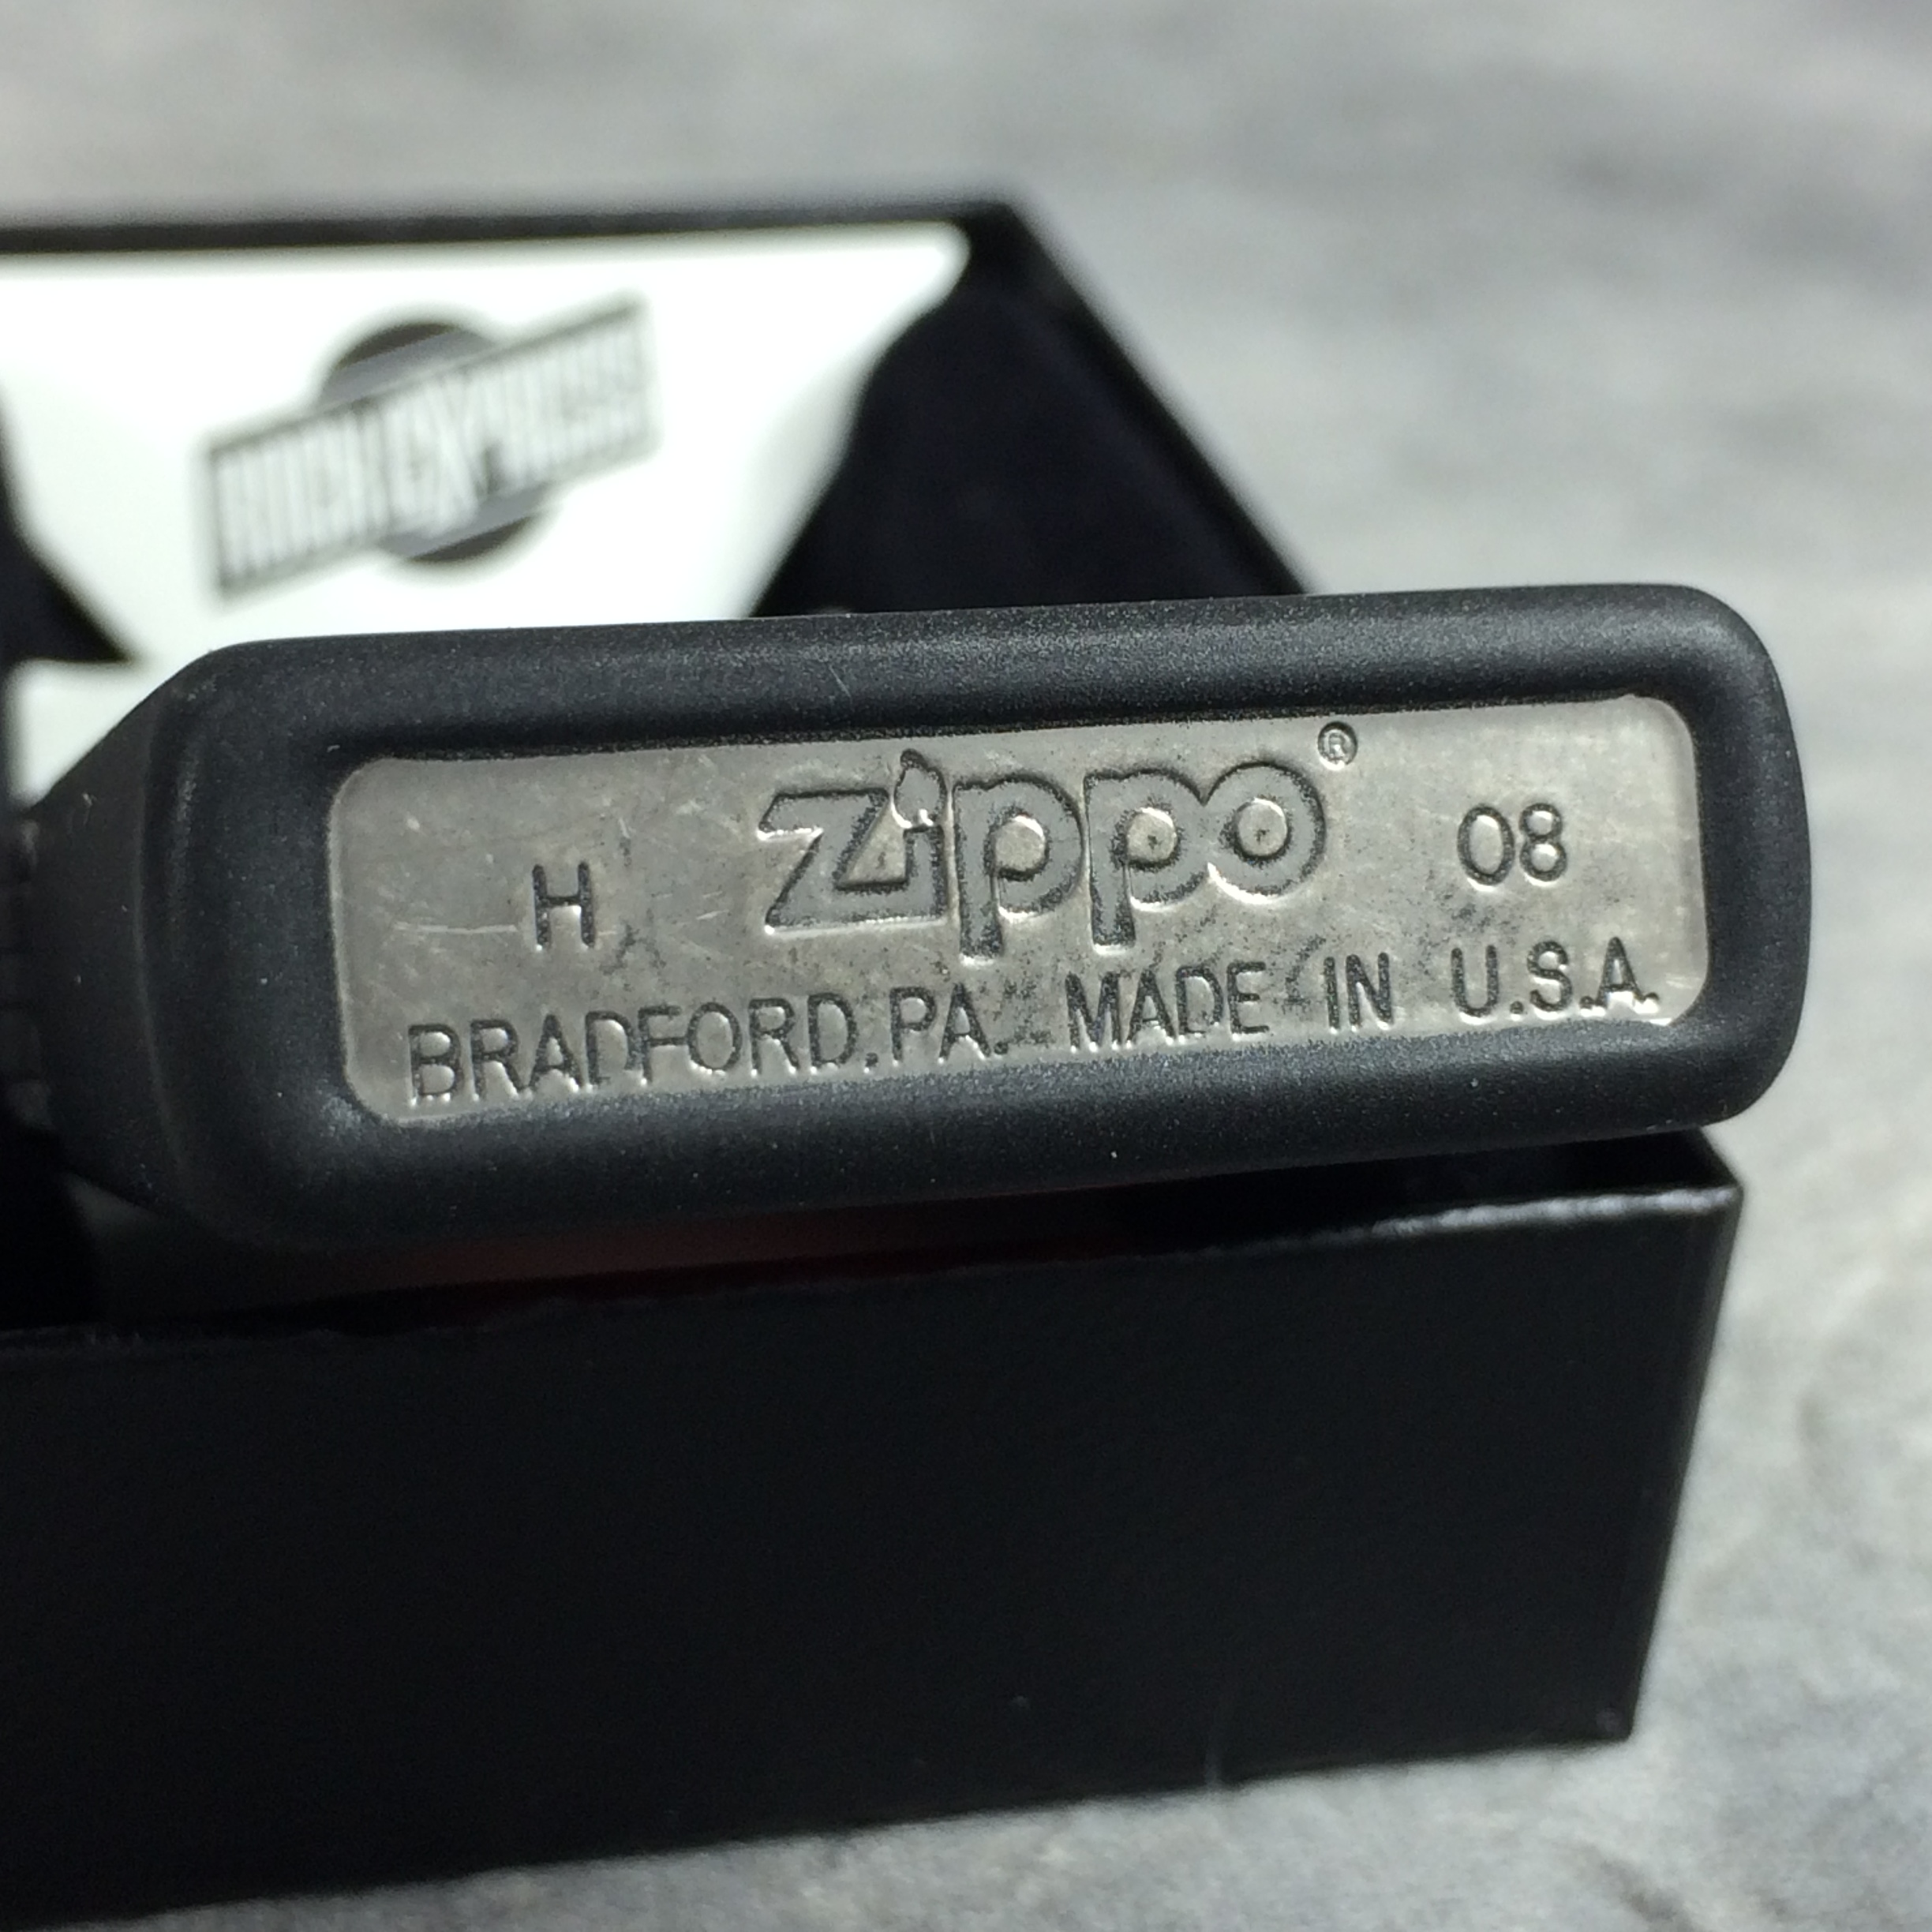 H zippo® 08
BRADFORD, PA. MADE IN U.S.A.